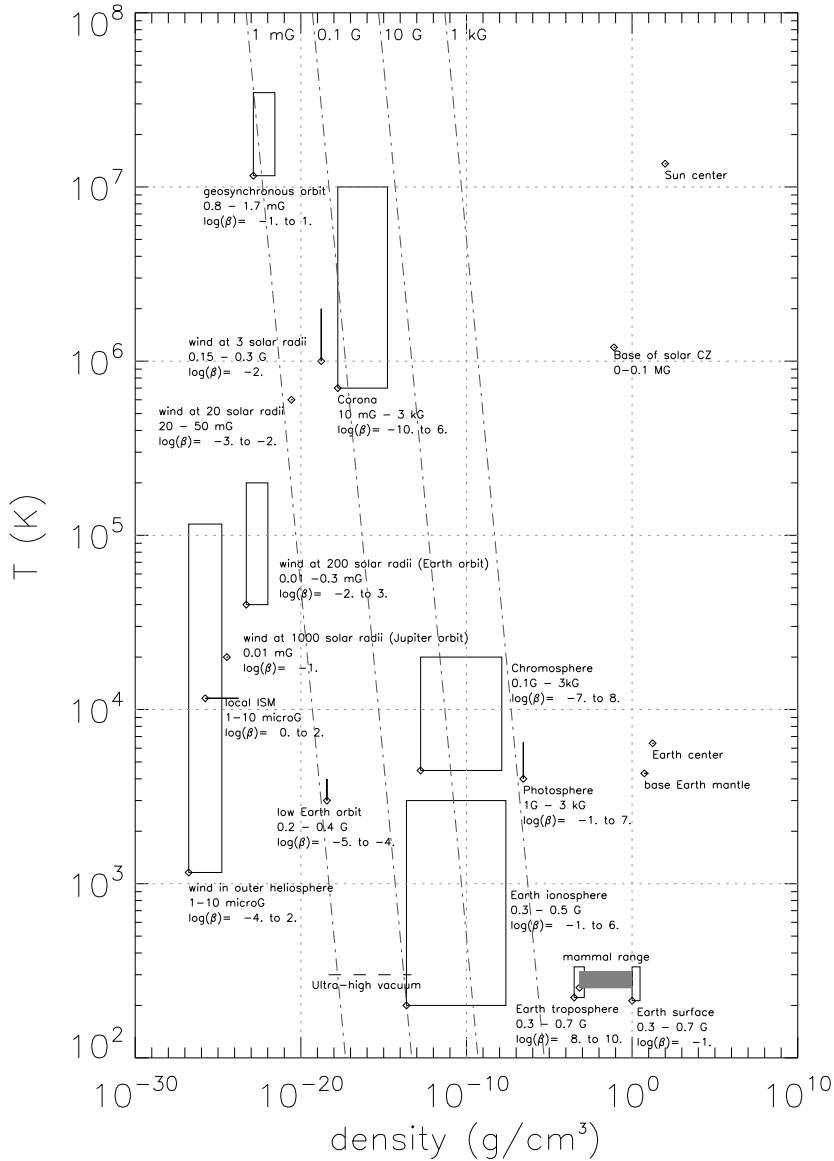 10^8
1 mG 0.1 G 10 G 1 kG
geosynchronous orbit
0.8 - 1.7 mG
log(β)= -1. to 1.
Sun center
10^7
wind at 3 solar radii
0.15 - 0.3 G
log(β)= -2.
Base of solar CZ
0-0.1 MG
10^6
wind at 20 solar radii
20 - 50 mG
log(β)= -3. to -2.
Corona
10 mG - 3 kG
log(β)= -10. to 6.
T (K)
10^5
wind at 200 solar radii (Earth orbit)
0.01 -0.3 mG
log(β)= -2. to 3.
wind at 1000 solar radii (Jupiter orbit)
0.01 mG
log(β)= -1.
local ISM
1-10 microG
log(β)= 0. to 2.
Chromosphere
0.1G - 3kG
log(β)= -7. to 8.
10^4
Earth center
base Earth mantle
Photosphere
1G - 3 kG
log(β)= -1. to 7.
low Earth orbit
0.2 - 0.4 G
log(β)= -5. to -4.
10^3
wind in outer heliosphere
1-10 microG
log(β)= -4. to 2.
Earth ionosphere
0.3 - 0.5 G
log(β)= -1. to 6.
mammal range
Ultra-high vacuum
Earth troposphere
0.3 - 0.7 G
log(β)= 8. to 10.
Earth surface
0.3 - 0.7 G
log(β)= -1.
10^2
10^-30 10^-20 10^-10 10^0 10^10
density (g/cm^3)